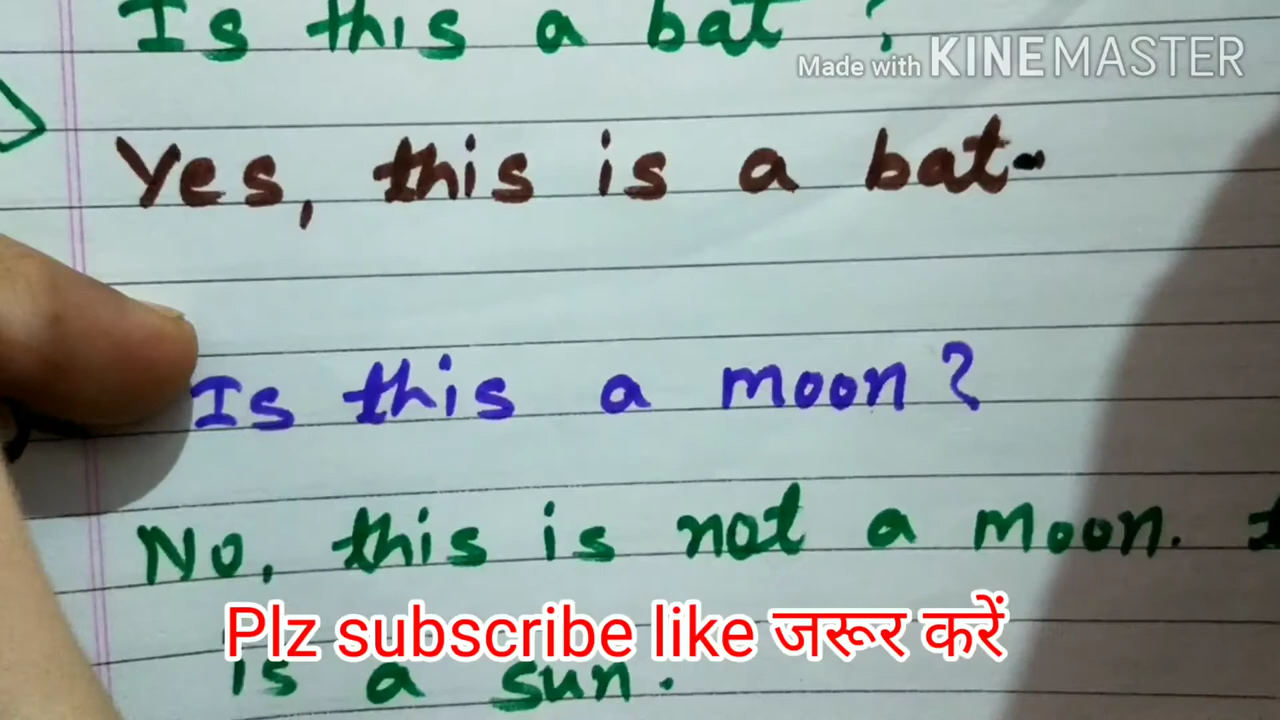 Is this a bat ?
Made with KINEMASTER
Yes, this is a bat.
Is this a moon?
No, this is not a moon.
Plz subscribe like जरूर करें
is a sun.